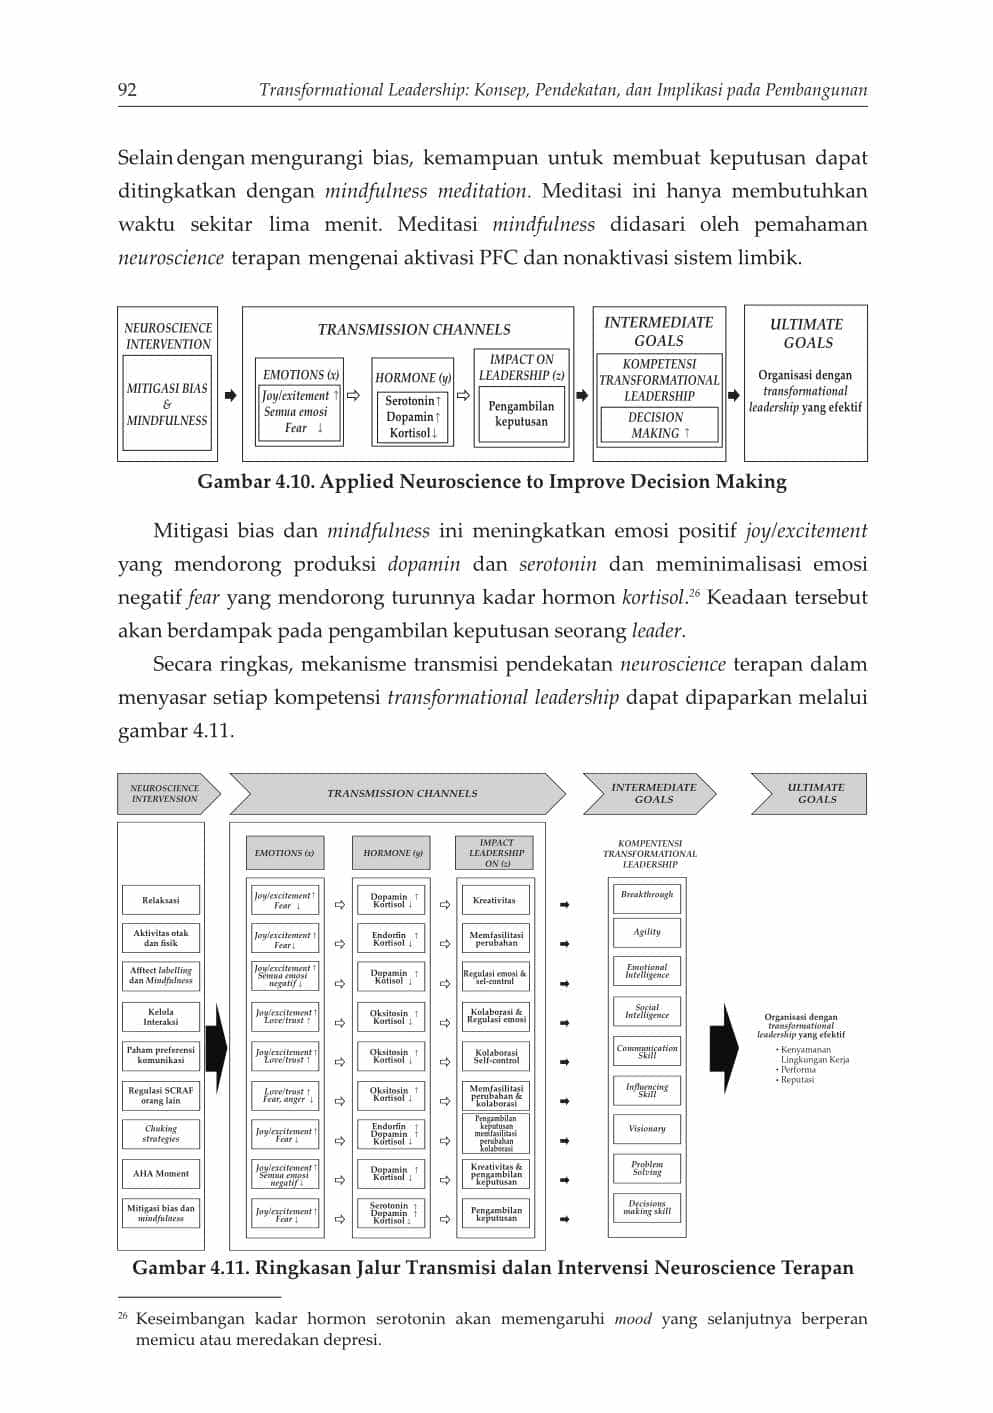 92
Transformational Leadership: Konsep, Pendekatan, dan Implikasi pada Pembangunan
Selain dengan mengurangi bias, kemampuan untuk membuat keputusan dapat
ditingkatkan dengan mindfulness meditation. Meditasi ini hanya membutuhkan
waktu sekitar lima menit. Meditasi mindfulness didasari oleh pemahaman
neuroscience terapan mengenai aktivasi PFC dan nonaktivasi sistem limbik.
NEUROSCIENCE
INTERVENTION
MITIGASI BIAS
&
MINDFULNESS
TRANSMISSION CHANNELS
EMOTIONS (x)
Joy/exitement ↑
Semua emosi
Fear ↓
HORMONE (y)
Serotonin↑
Dopamin↑
Kortisol↓
IMPACT ON
LEADERSHIP (z)
Pengambilan
keputusan
INTERMEDIATE
GOALS
KOMPETENSI
TRANSFORMATIONAL
LEADERSHIP
DECISION
MAKING ↑
ULTIMATE
GOALS
Organisasi dengan
transformational
leadership yang efektif
Gambar 4.10. Applied Neuroscience to Improve Decision Making
Mitigasi bias dan mindfulness ini meningkatkan emosi positif joy/excitement
yang mendorong produksi dopamin dan serotonin dan meminimalisasi emosi
negatif fear yang mendorong turunnya kadar hormon kortisol.26 Keadaan tersebut
akan berdampak pada pengambilan keputusan seorang leader.
Secara ringkas, mekanisme transmisi pendekatan neuroscience terapan dalam
menyasar setiap kompetensi transformational leadership dapat dipaparkan melalui
gambar 4.11.
NEUROSCIENCE
INTERVENSION
TRANSMISSION CHANNELS
INTERMEDIATE
GOALS
ULTIMATE
GOALS
EMOTIONS (x)
HORMONE (y)
IMPACT
LEADERSHIP
ON (z)
KOMPENTENSI
TRANSFORMATIONAL
LEADERSHIP
Relaksasi
Joy/excitement↑
Fear ↓
Dopamin ↑
Kortisol ↓
Kreativitas
Breakthrough
Aktivitas otak
dan fisik
Joy/excitement ↑
Fear↓
Endorfin ↑
Kortisol ↓
Memfasilitasi
perubahan
Agility
Afftect labelling
dan Mindfulness
Joy/excitement ↑
Semua emosi
negatif ↓
Dopamin ↑
Kotisol ↓
Regulasi emosi &
sel-control
Emotional
Intelligence
Kelola
Interaksi
Joy/excitement ↑
Love/trust ↑
Oksitosin ↑
Kortisol ↓
Kolaborasi &
Regulasi emosi
Social
Intelligence
Paham preferensi
komunikasi
Joy/excitement ↑
Love/trust ↑
Oksitosin ↑
Kortisol ↓
Kolaborasi
Self-control
Communication
Skill
Regulasi SCRAF
orang lain
Love/trust ↑
Fear, anger ↓
Oksitosin ↑
Kortisol ↓
Memfasilitasi
perubahan &
kolaborasi
Influencing
Skill
Chuking
strategies
Joy/excitement ↑
Fear ↓
Endorfin ↑
Dopamin ↑
Kortisol ↓
Pengambilan
keputusan
memfasilitasi
perubahan
kolaborasi
Visionary
AHA Moment
Joy/excitement ↑
Semua emosi
negatif ↓
Dopamin ↑
Kortisol ↓
Kreativitas &
pengambilan
keputusan
Problem
Solving
Mitigasi bias dan
mindfulness
Joy/excitement ↑
Fear ↓
Serotonin ↑
Dopamin ↑
Kortisol ↓
Pengambilan
keputusan
Decisions
making skill
Organisasi dengan
transformational
leadership yang efektif
• Kenyamanan
Lingkungan Kerja
• Performa
• Reputasi
Gambar 4.11. Ringkasan Jalur Transmisi dalan Intervensi Neuroscience Terapan
26 Keseimbangan kadar hormon serotonin akan memengaruhi mood yang selanjutnya berperan
memicu atau meredakan depresi.